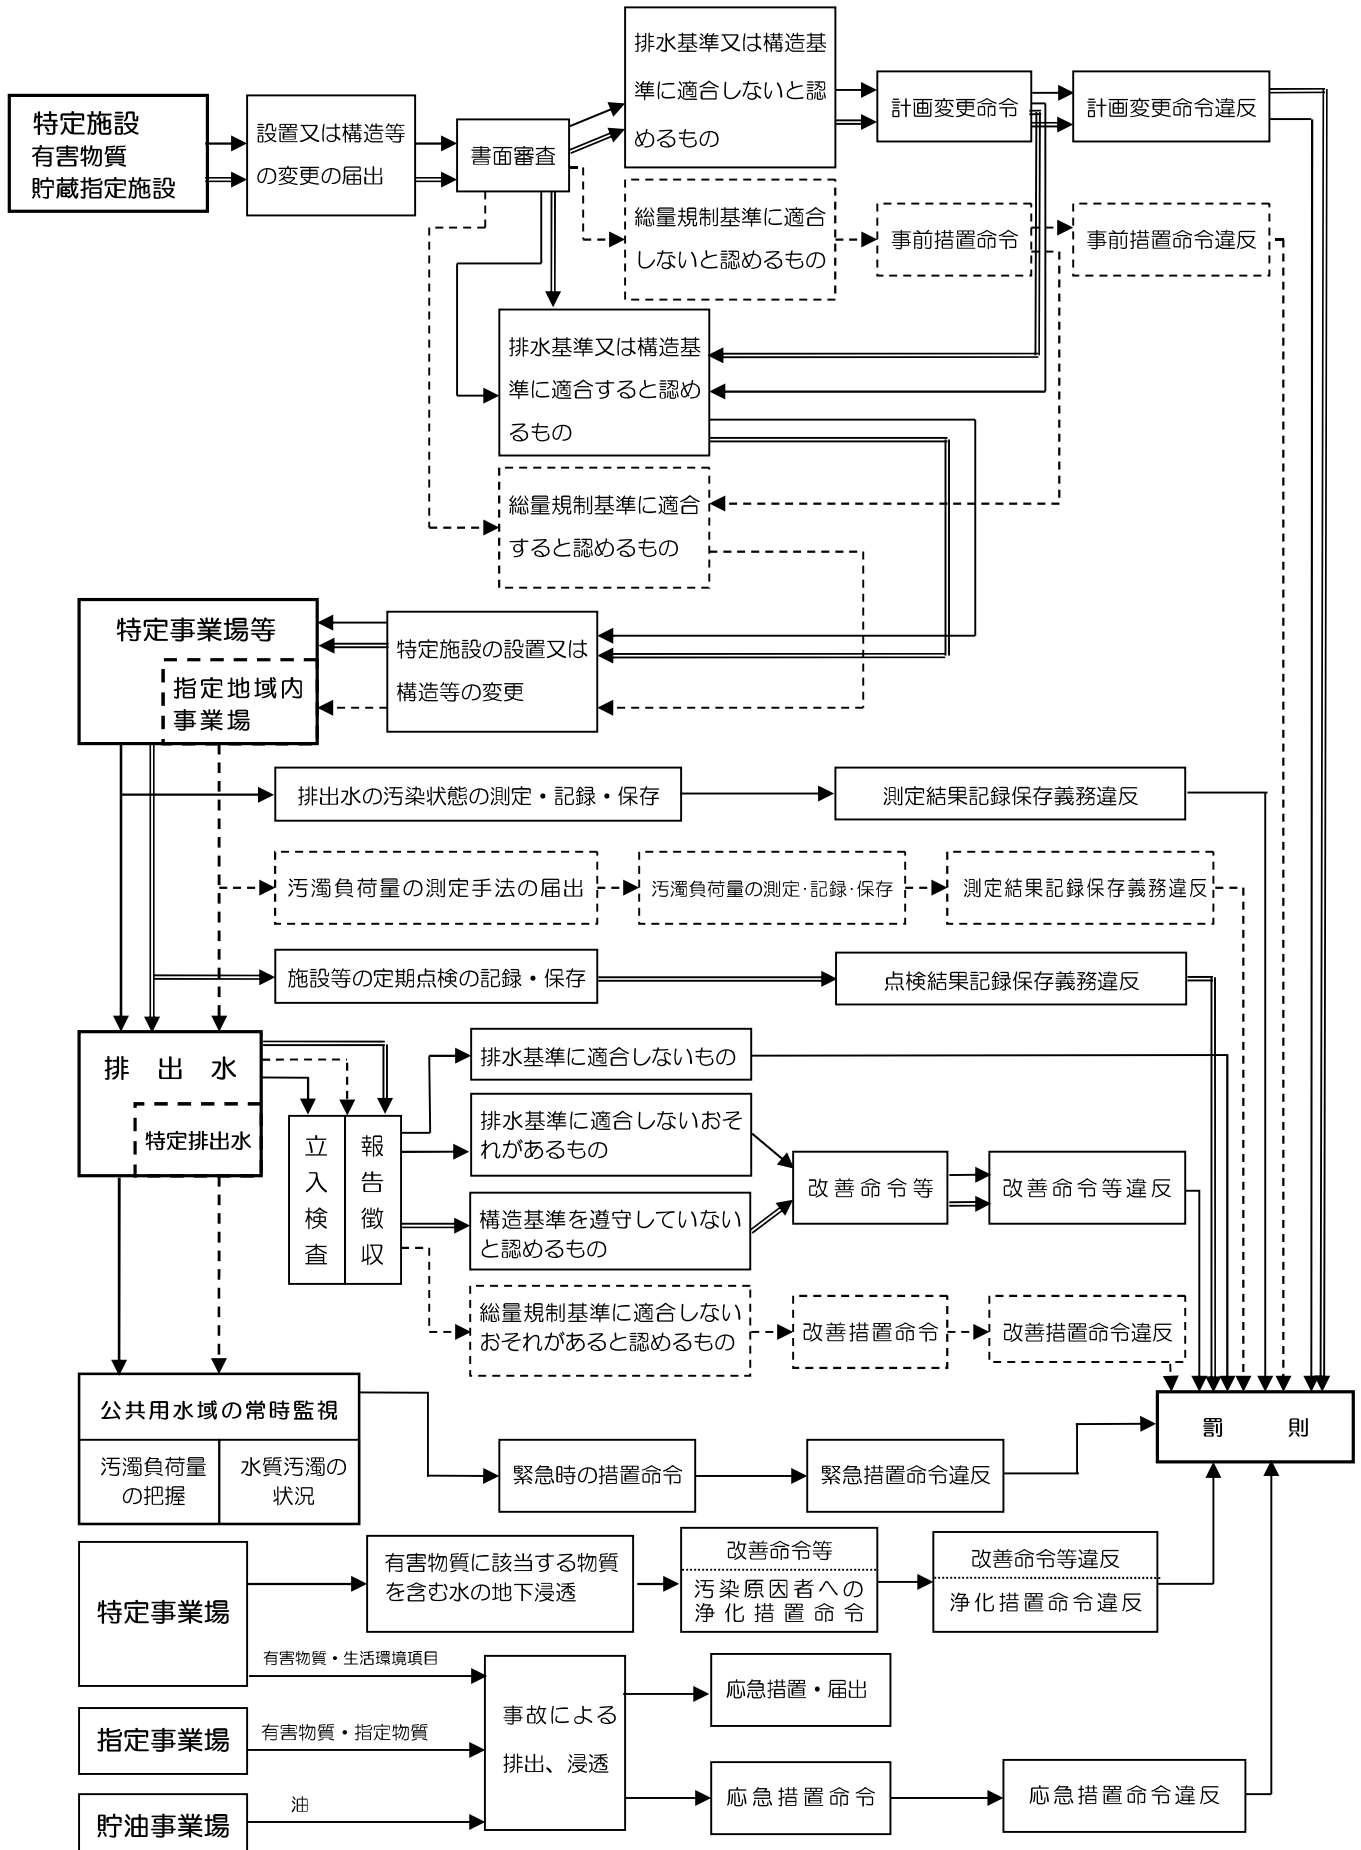 特定施設
有害物質
貯蔵指定施設
設置又は構造等
の変更の届出
書面審査
排水基準又は構造基
準に適合しないと認
めるもの
計画変更命令
計画変更命令違反
総量規制基準に適合
しないと認めるもの
事前措置命令
事前措置命令違反
排水基準又は構造基
準に適合すると認め
るもの
総量規制基準に適合
すると認めるもの
特定事業場等
指定地域内
事業場
特定施設の設置又は
構造等の変更
排出水の汚染状態の測定・記録・保存
測定結果記録保存義務違反
汚濁負荷量の測定手法の届出
汚濁負荷量の測定・記録・保存
測定結果記録保存義務違反
施設等の定期点検の記録・保存
点検結果記録保存義務違反
排 出 水
特定排出水
立入検査
報告徴収
排水基準に適合しないもの
排水基準に適合しないおそ
れがあるもの
構造基準を遵守していない
と認めるもの
改善命令等
改善命令等違反
総量規制基準に適合しない
おそれがあると認めるもの
改善措置命令
改善措置命令違反
公共用水域の常時監視
汚濁負荷量
の把握
水質汚濁の
状況
緊急時の措置命令
緊急措置命令違反
罰 則
特定事業場
有害物質に該当する物質
を含む水の地下浸透
改善命令等
汚染原因者への
浄化措置命令
改善命令等違反
浄化措置命令違反
有害物質・生活環境項目
指定事業場
有害物質・指定物質
貯油事業場
油
事故による
排出、浸透
応急措置・届出
応急措置命令
応急措置命令違反